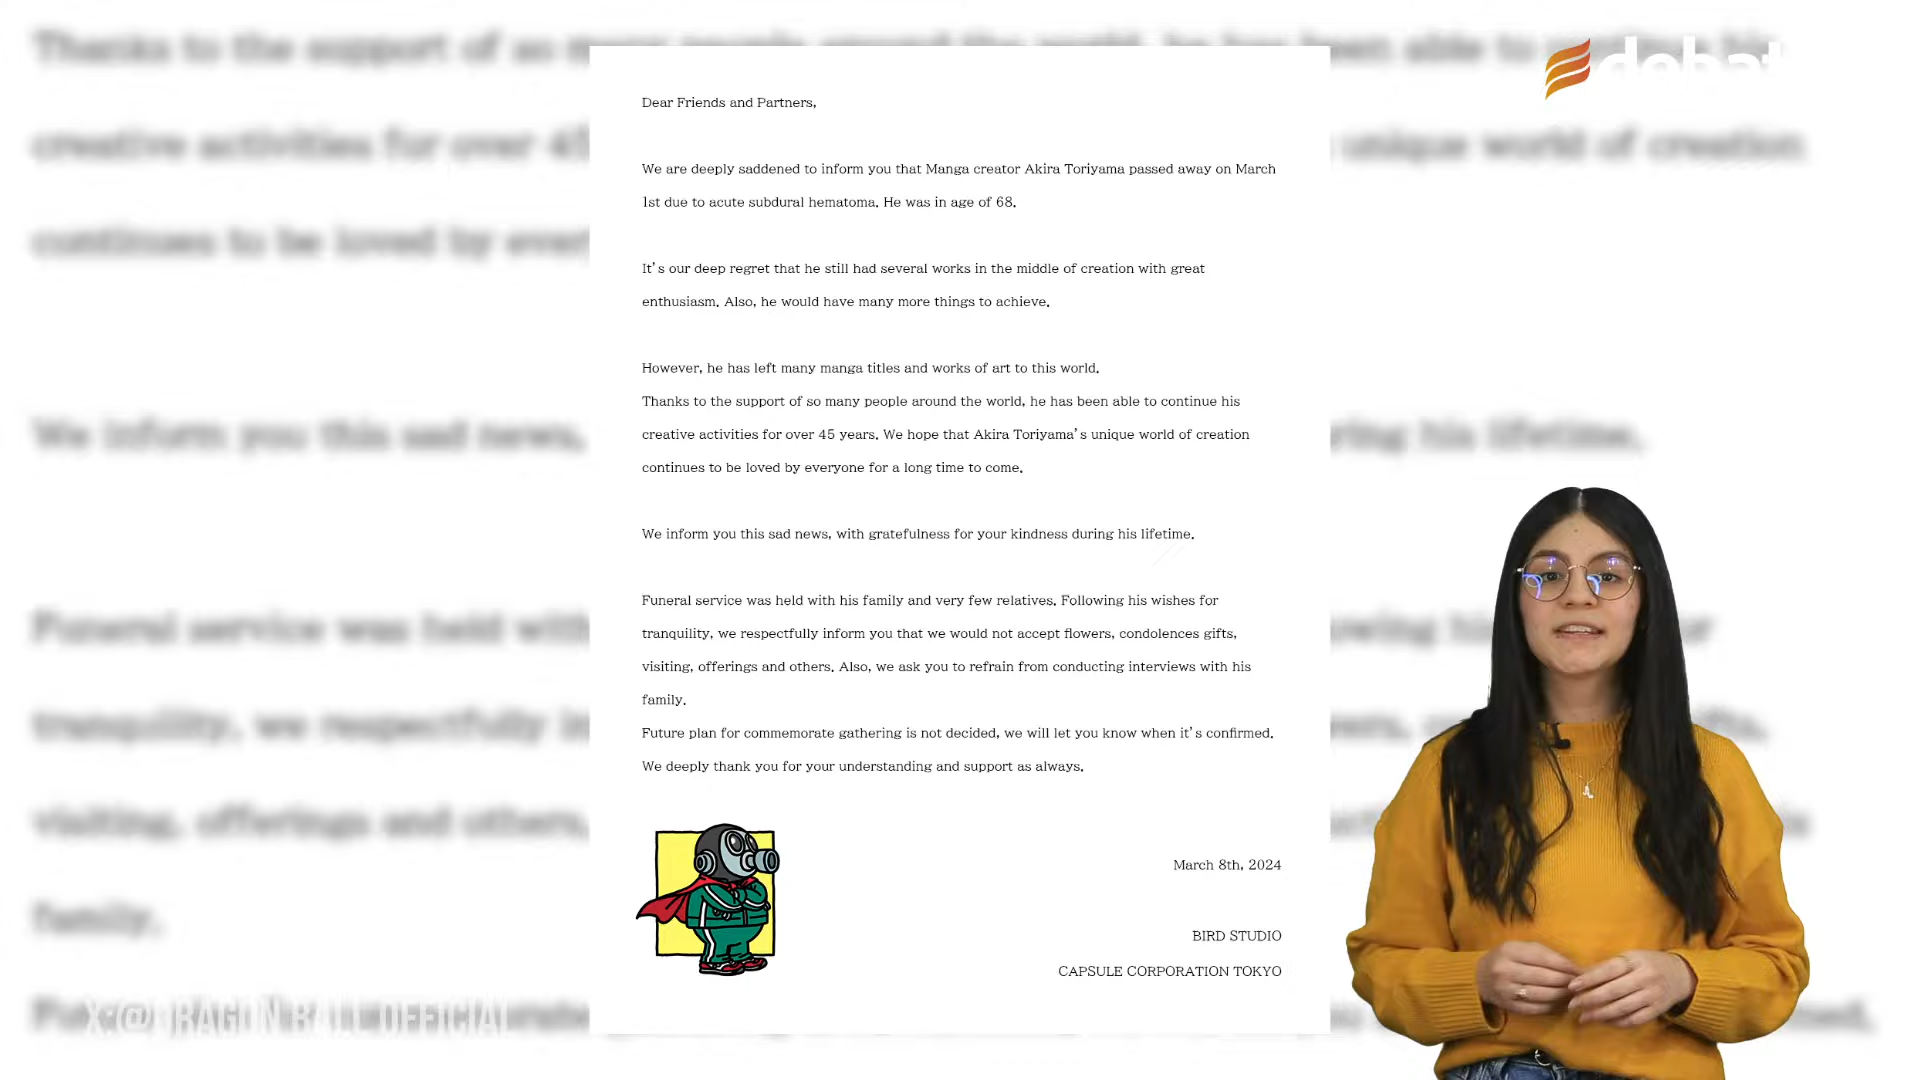 debat
Dear Friends and Partners,
We are deeply saddened to inform you that Manga creator Akira Toriyama passed away on March
1st due to acute subdural hematoma. He was in age of 68.
It's our deep regret that he still had several works in the middle of creation with great
enthusiasm. Also, he would have many more things to achieve.
However, he has left many manga titles and works of art to this world.
Thanks to the support of so many people around the world, he has been able to continue his
creative activities for over 45 years. We hope that Akira Toriyama's unique world of creation
continues to be loved by everyone for a long time to come.
We inform you this sad news, with gratefulness for your kindness during his lifetime.
Funeral service was held with his family and very few relatives. Following his wishes for
tranquility, we respectfully inform you that we would not accept flowers, condolences gifts,
visiting, offerings and others. Also, we ask you to refrain from conducting interviews with his
family.
Future plan for commemorate gathering is not decided, we will let you know when it's confirmed.
We deeply thank you for your understanding and support as always.
March 8th, 2024
BIRD STUDIO
CAPSULE CORPORATION TOKYO
X:@DRAGON BALL OFFICIAL